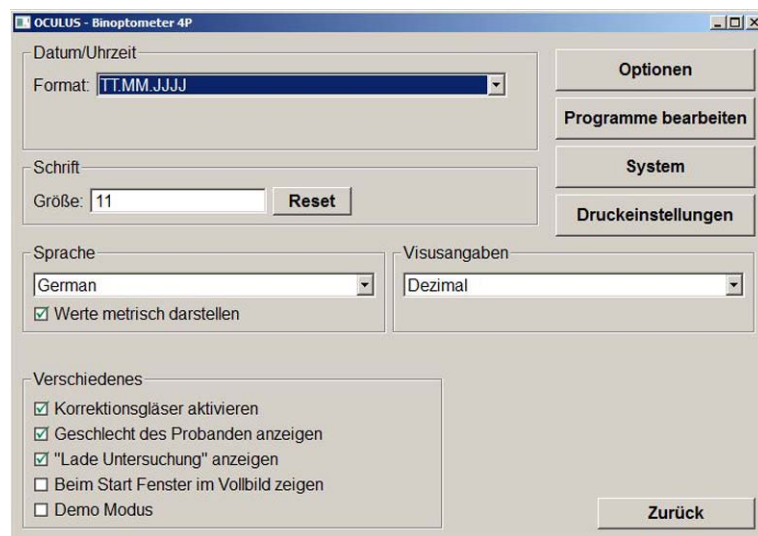 OCULUS - Binoptometer 4P
Datum/Uhrzeit
Format: TT.MM.JJJJ
Schrift
Größe: 11 Reset
Sprache
German
Werte metrisch darstellen
Visusangaben
Dezimal
Verschiedenes
Korrektionsgläser aktivieren
Geschlecht des Probanden anzeigen
"Lade Untersuchung" anzeigen
Beim Start Fenster im Vollbild zeigen
Demo Modus
Optionen
Programme bearbeiten
System
Druckeinstellungen
Zurück